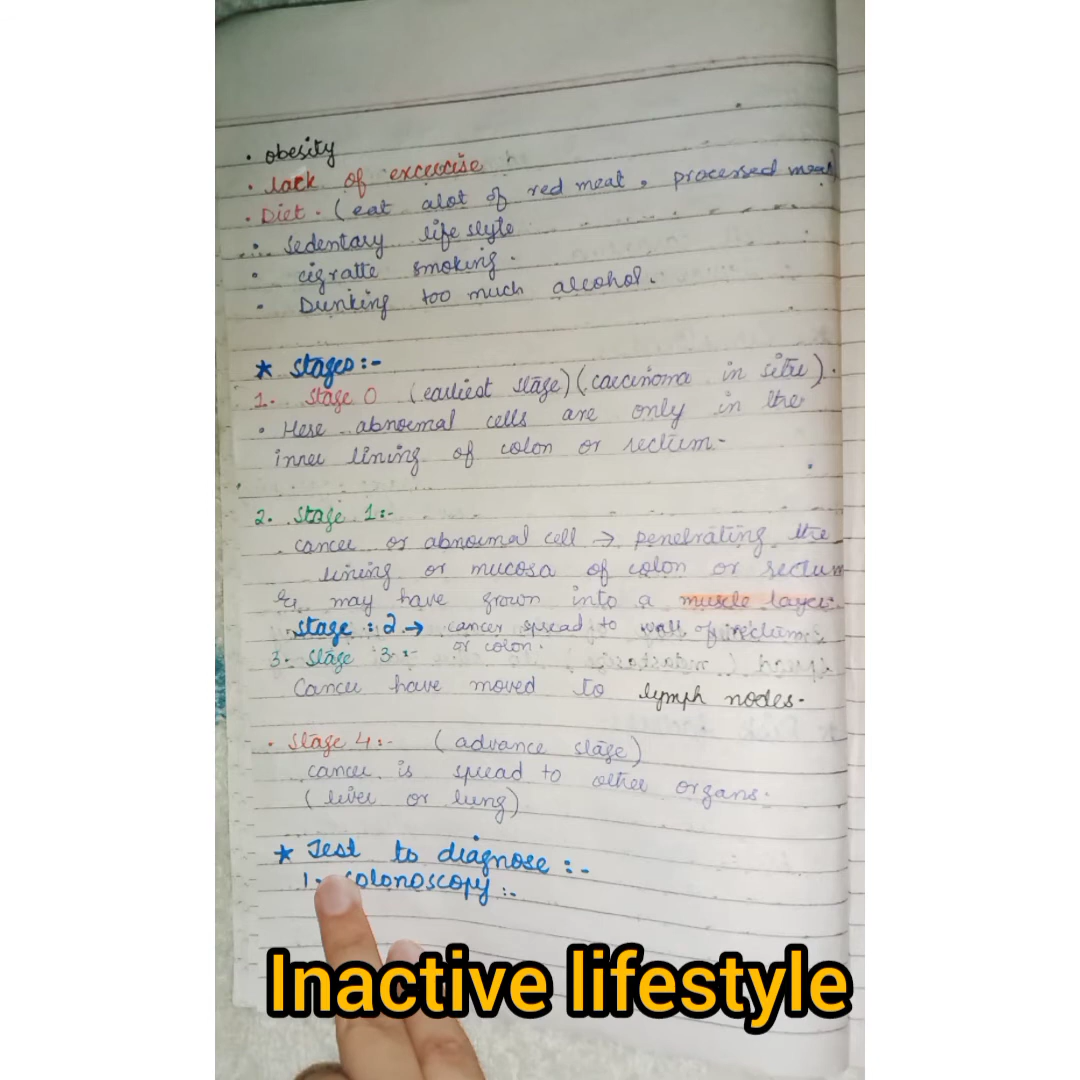 • obesity
• lack of excercise
• Diet. (eat alot of red meat, processed meat
• sedentary life slyte
• cigratte smoking.
• Dunking too much alcohol.
* stages:-
1. stage 0 (earliest stage) (carcinoma in situ).
• Here abnormal cells are only in the
inner lining of colon or rectum.
2. stage 1:-
cancer or abnormal cell → penetrating the
lining or mucosa of colon or rectum
& may have grown into a muscle layer.
stage : 2 → cancer spread to wall of rectum
or colon.
3. stage 3:-
Cancer have moved to lymph nodes.
• stage 4:- (advance stage)
cancer is spread to other organs.
(liver or lung)
* Test to diagnose:-
1. colonoscopy:-
Inactive lifestyle